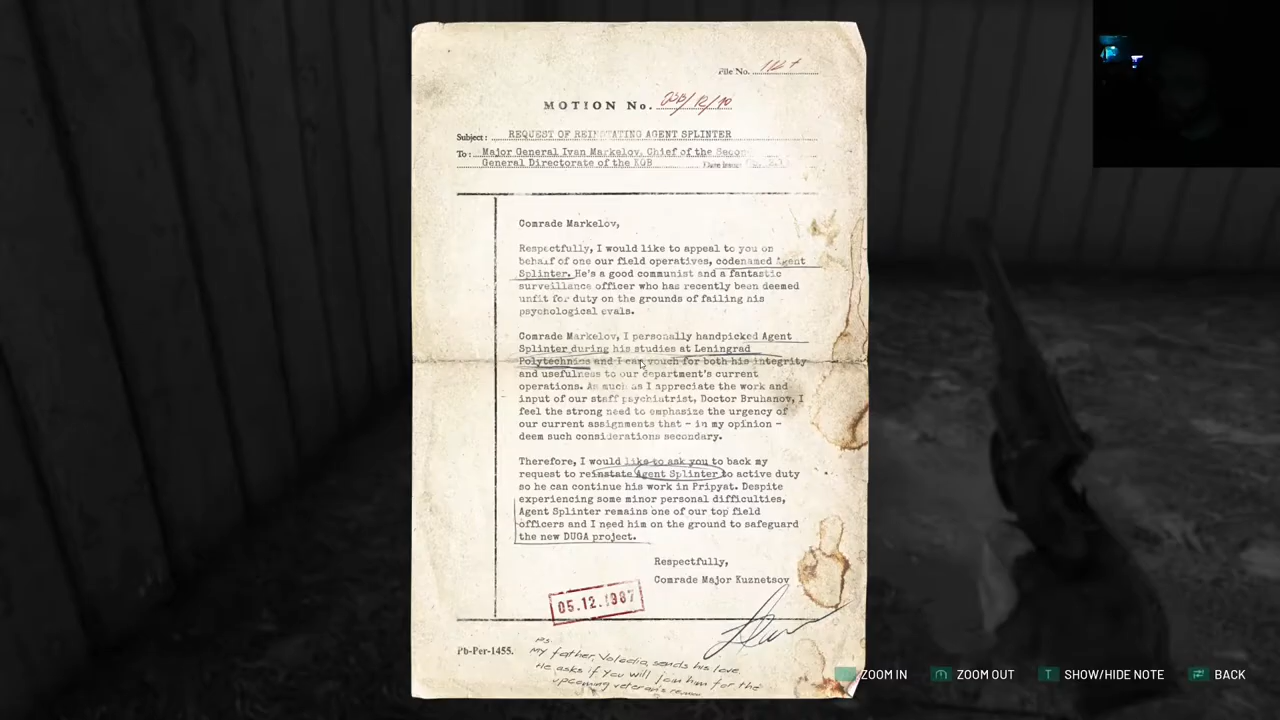 File No.
MOTION No.
Subject: REQUEST OF REINSTATING AGENT SPLINTER
To: Major General Ivan Markelov, Chief of the Second
General Directorate of the KGB
Comrade Markelov,
Respectfully, I would like to appeal to you on
behalf of one our field operatives, codenamed Agent
Splinter. He's a good communist and a fantastic
surveillance officer who has recently been deemed
unfit for duty on the grounds of failing his
psychological evals.
Comrade Markelov, I personally handpicked Agent
Splinter during his studies at Leningrad
Polytechnics and I can vouch for both his integrity
and usefulness to our department's current
operations. As much as I appreciate the work and
input of our staff psychiatrist, Doctor Bruhanov, I
feel the strong need to emphasize the urgency of
our current assignments that - in my opinion -
deem such considerations secondary.
Therefore, I would like to ask you to back my
request to reinstate Agent Splinter to active duty
so he can continue his work in Pripyat. Despite
experiencing some minor personal difficulties,
Agent Splinter remains one of our top field
officers and I need him on the ground to safeguard
the new DUGA project.
Respectfully,
Comrade Major Kuznetsov
05.12.1987
Pb-Per-1455.
Ps.
My father, Volodia, sends his love.
He asks if you will join him for the
upcoming veteran's
ZOOM IN
M ZOOM OUT
T SHOW/HIDE NOTE
BACK